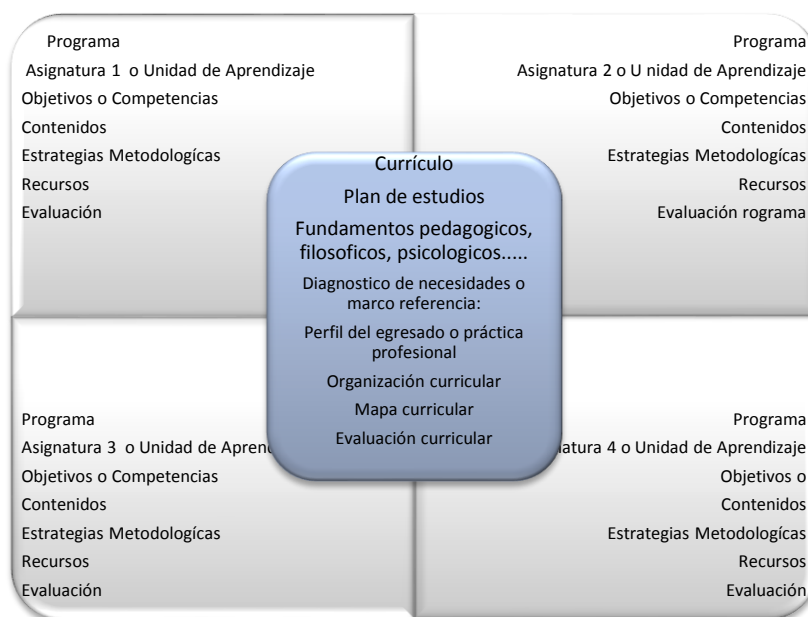 Programa
Asignatura 1 o Unidad de Aprendizaje
Objetivos o Competencias
Contenidos
Estrategias Metodologícas
Recursos
Evaluación
Programa
Asignatura 2 o U nidad de Aprendizaje
Objetivos o Competencias
Contenidos
Estrategias Metodologícas
Recursos
Evaluación rograma
Currículo
Plan de estudios
Fundamentos pedagogicos,
filosoficos, psicologicos.....
Diagnostico de necesidades o
marco referencia:
Perfil del egresado o práctica
profesional
Organización curricular
Mapa curricular
Evaluación curricular
Programa
Asignatura 3 o Unidad de Aprend
Objetivos o Competencias
Contenidos
Estrategias Metodologícas
Recursos
Evaluación
Programa
natura 4 o Unidad de Aprendizaje
Objetivos o
Contenidos
Estrategias Metodologícas
Recursos
Evaluación